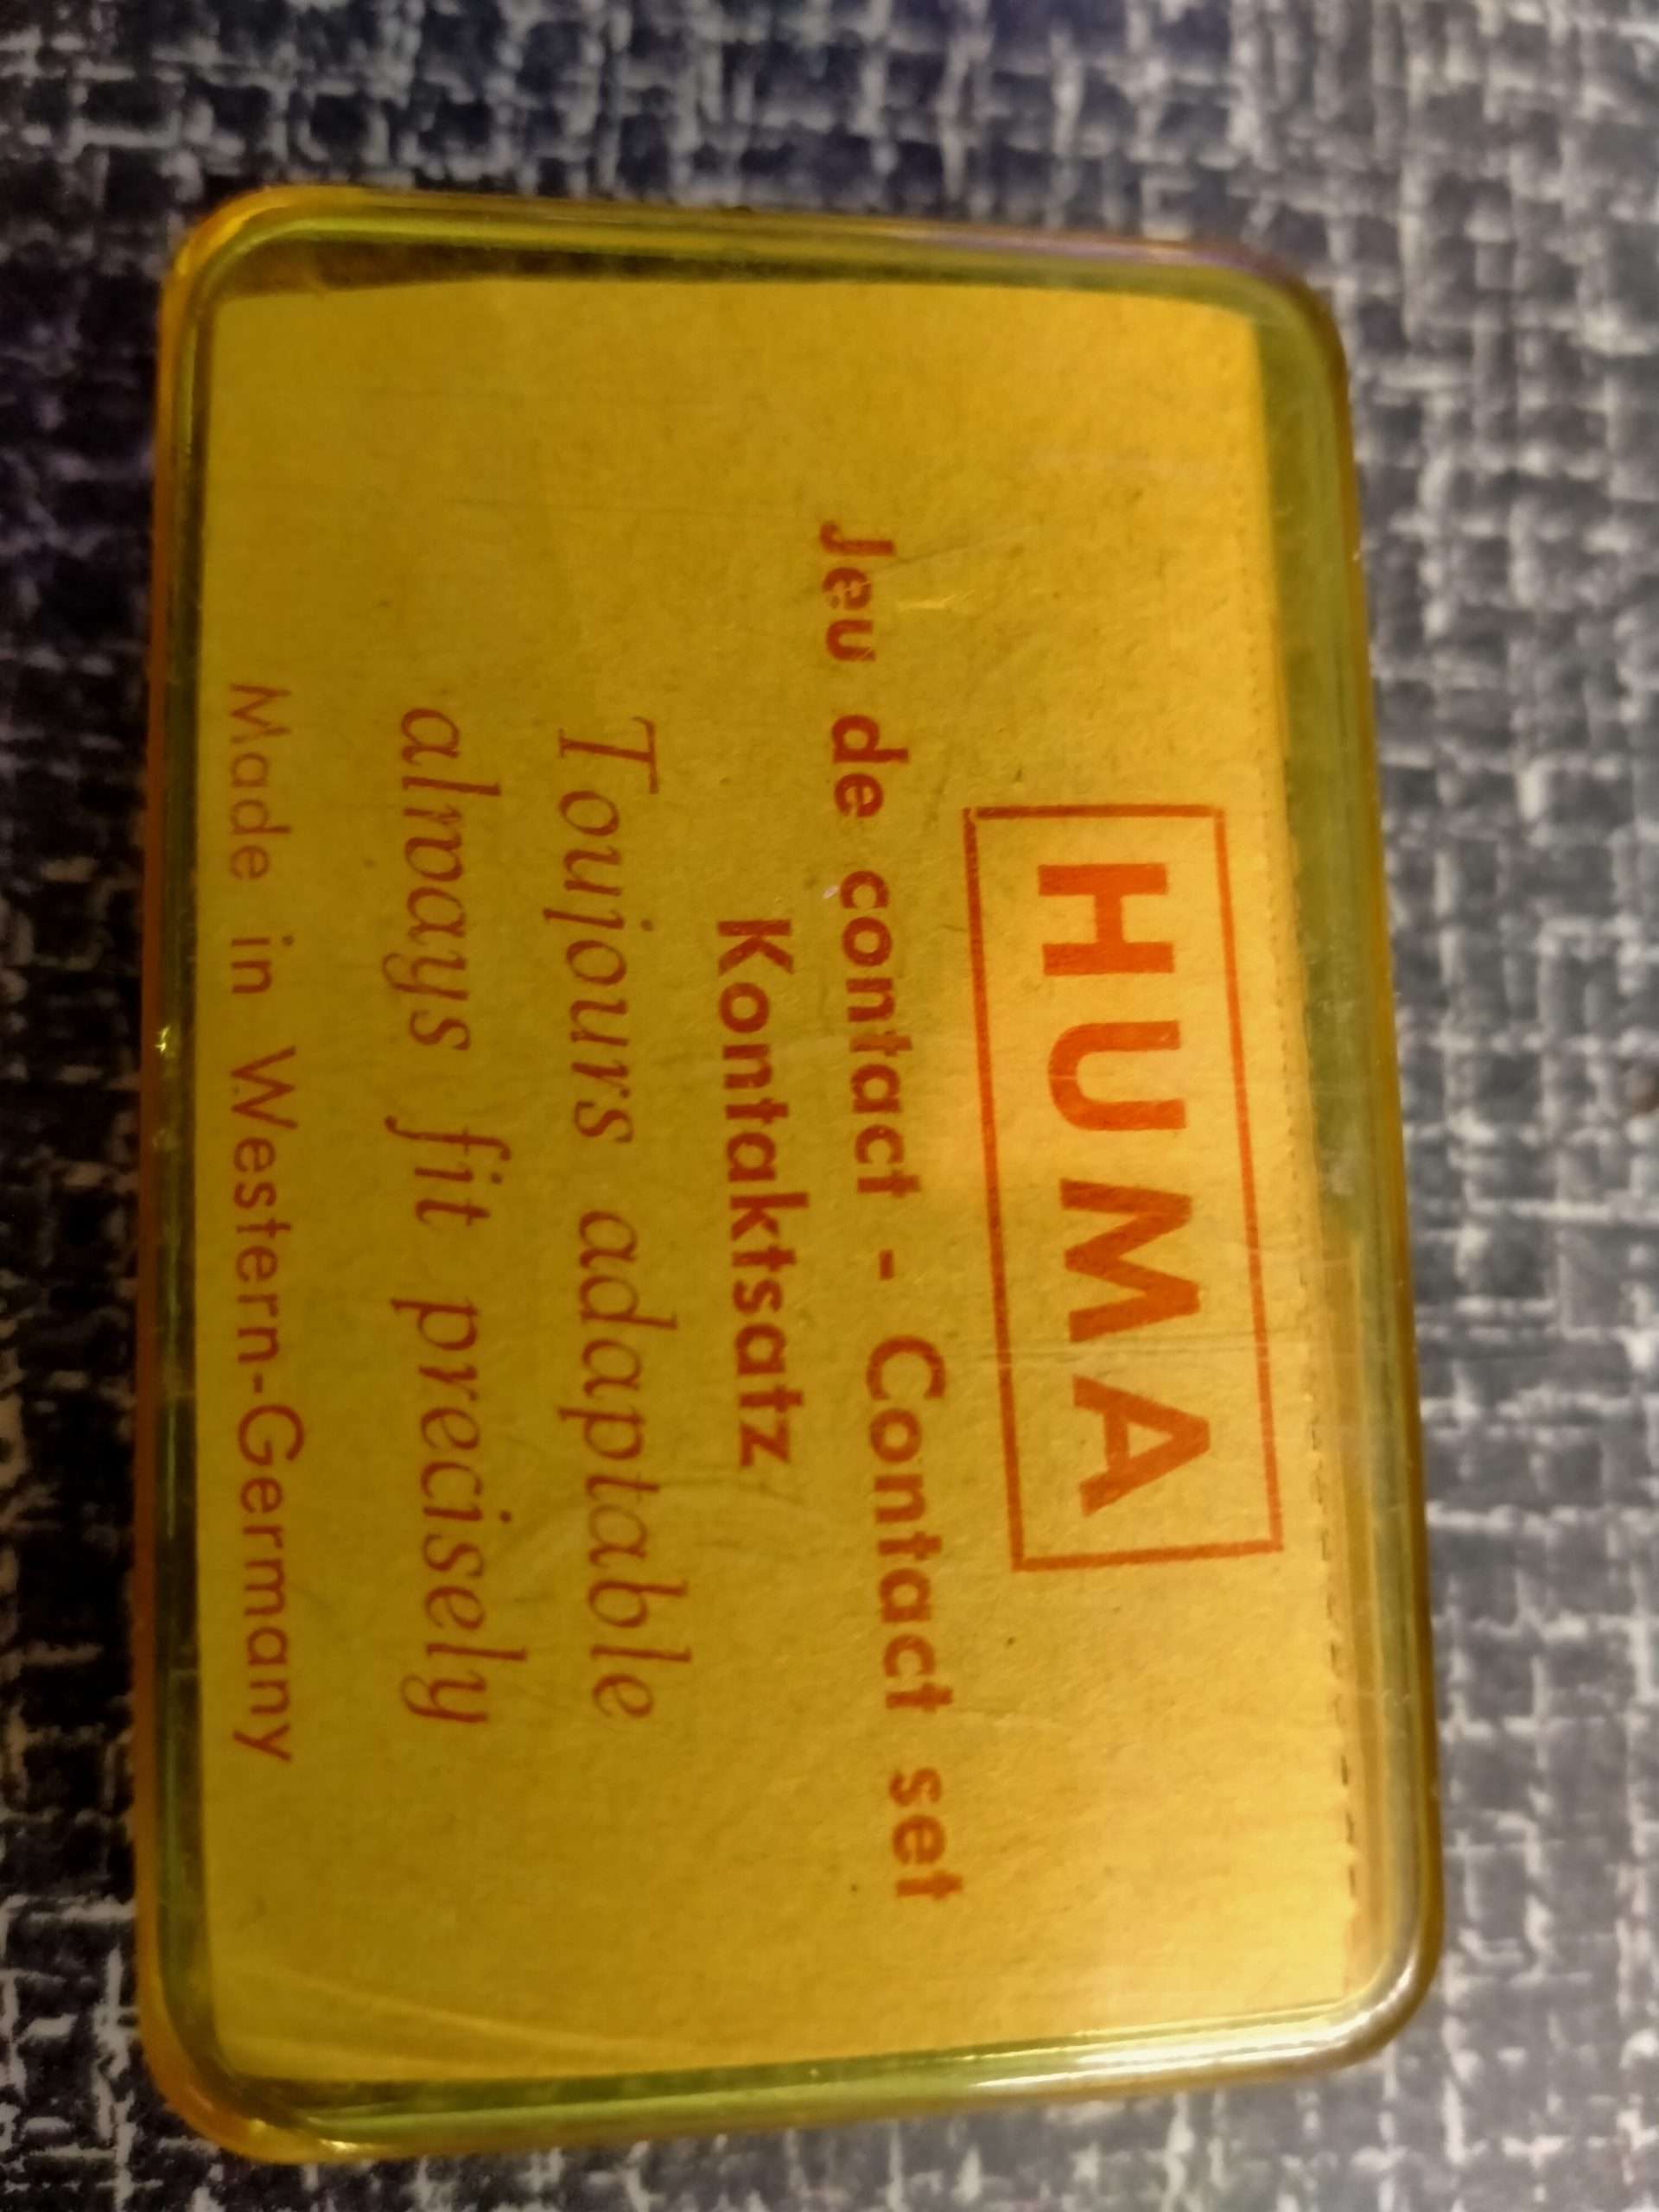 HUMA
Jeu de contact - Contact set
Kontaktsatz
Toujours adaptable
always fit precisely
Made in Western-Germany